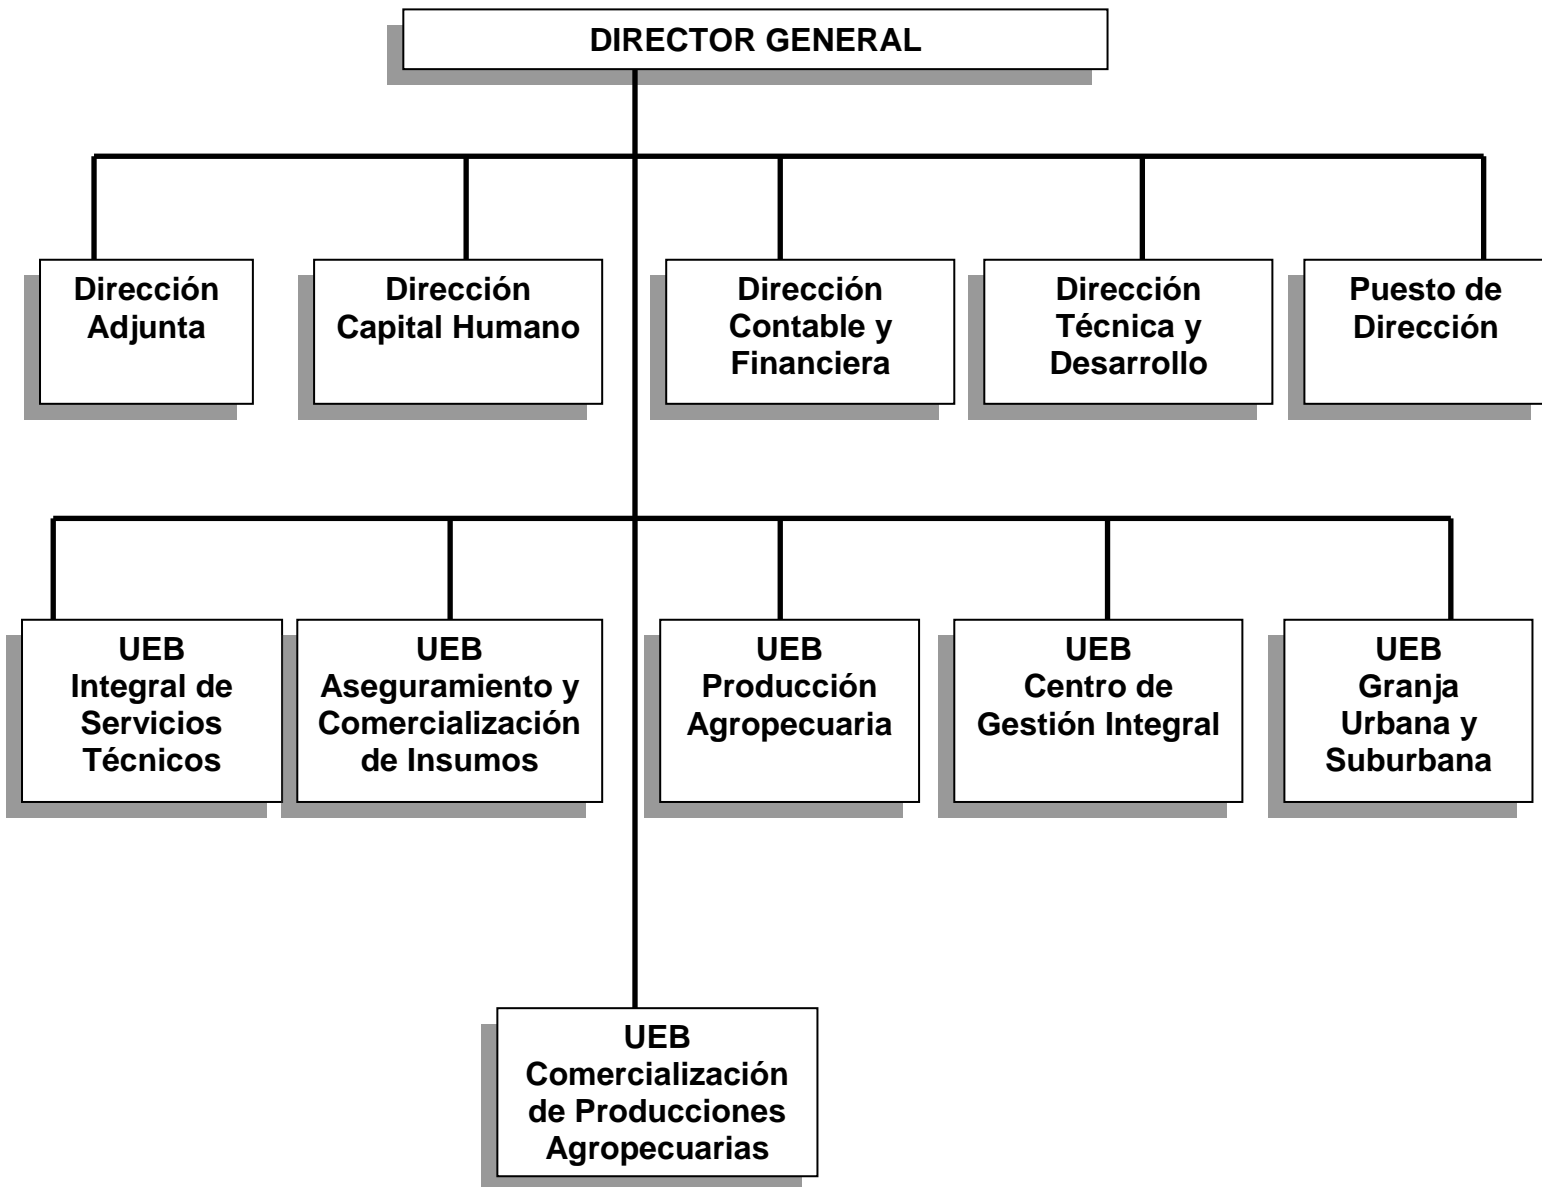 DIRECTOR GENERAL
Dirección
Adjunta
Dirección
Capital Humano
Dirección
Contable y
Financiera
Dirección
Técnica y
Desarrollo
Puesto de
Dirección
UEB
Integral de
Servicios
Técnicos
UEB
Aseguramiento y
Comercialización
de Insumos
UEB
Producción
Agropecuaria
UEB
Centro de
Gestión Integral
UEB
Granja
Urbana y
Suburbana
UEB
Comercialización
de Producciones
Agropecuarias